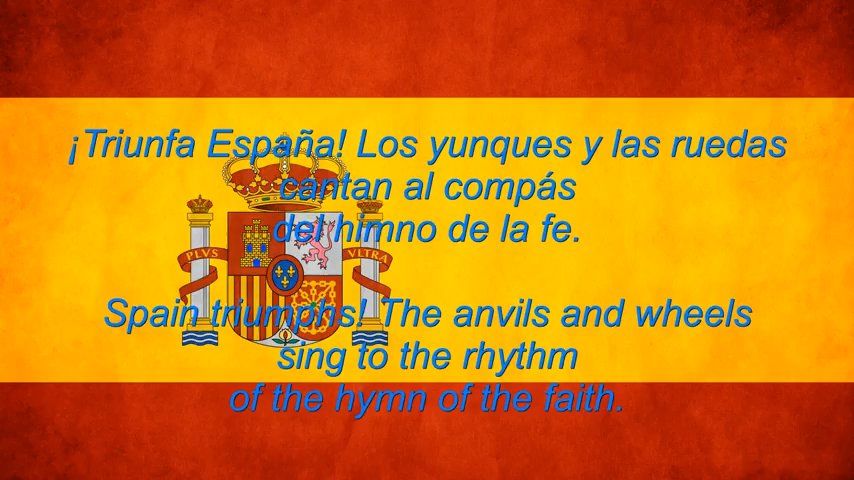 ¡Triunfa España! Los yunques y las ruedas
cantan al compás
del himno de la fe.
PLVS VLTRA
Spain triumphs! The anvils and wheels
sing to the rhythm
of the hymn of the faith.